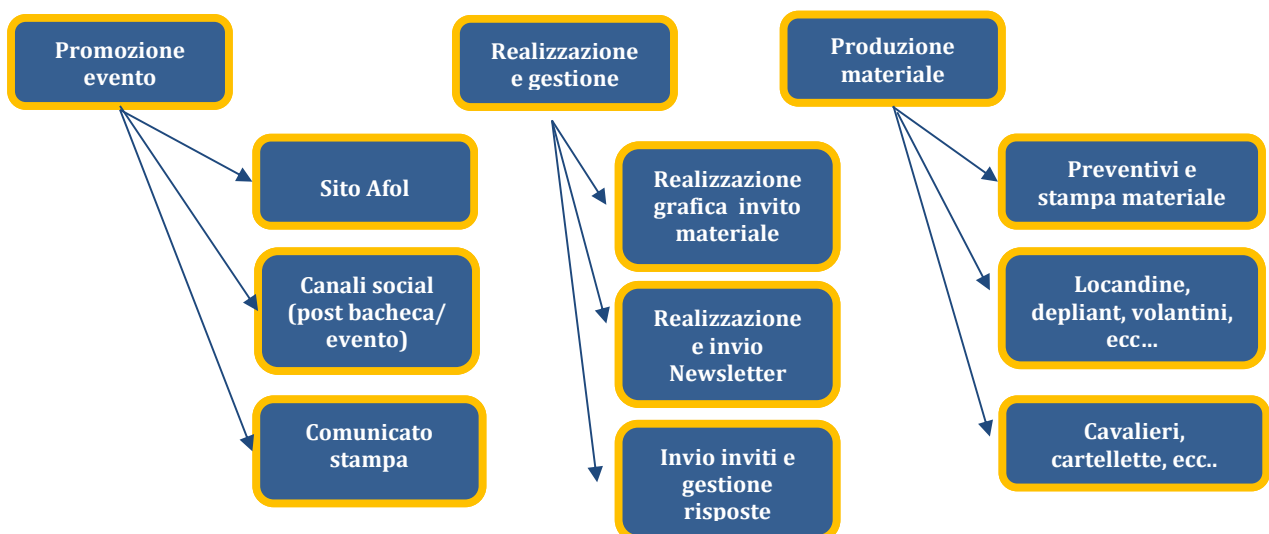 Promozione
evento
Sito Afol
Canali social
(post bacheca/
evento)
Comunicato
stampa
Realizzazione
e gestione
Realizzazione
grafica invito
materiale
Realizzazione
e invio
Newsletter
Invio inviti e
gestione
risposte
Produzione
materiale
Preventivi e
stampa materiale
Locandine,
depliant, volantini,
ecc…
Cavalieri,
cartellette, ecc..